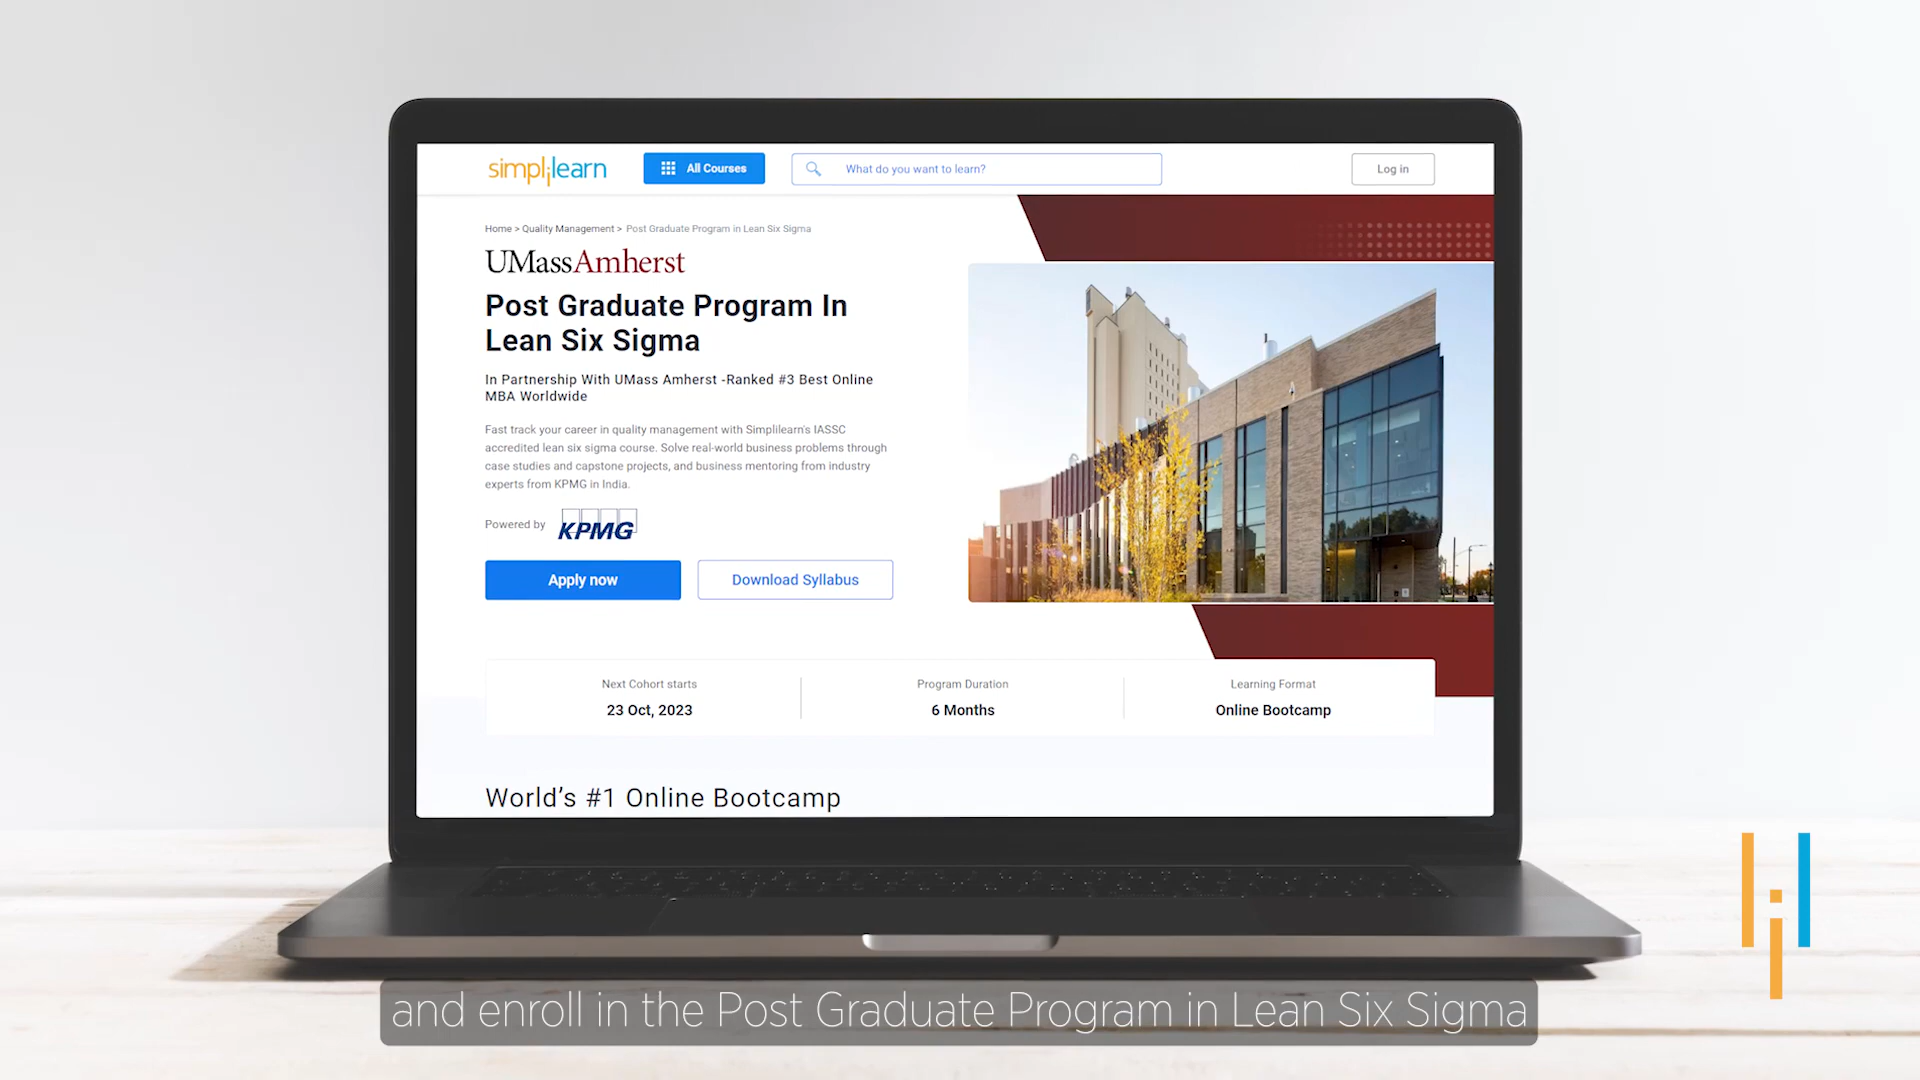 simplilearn
All Courses
What do you want to learn?
Log in
Home > Quality Management > Post Graduate Program in Lean Six Sigma
UMassAmherst
Post Graduate Program In
Lean Six Sigma
In Partnership With UMass Amherst -Ranked #3 Best Online
MBA Worldwide
Fast track your career in quality management with Simplilearn's IASSC
accredited lean six sigma course. Solve real-world business problems through
case studies and capstone projects, and business mentoring from industry
experts from KPMG in India.
Powered by KPMG
Apply now
Download Syllabus
Next Cohort starts
23 Oct, 2023
Program Duration
6 Months
Learning Format
Online Bootcamp
World's #1 Online Bootcamp
and enroll in the Post Graduate Program in Lean Six Sigma